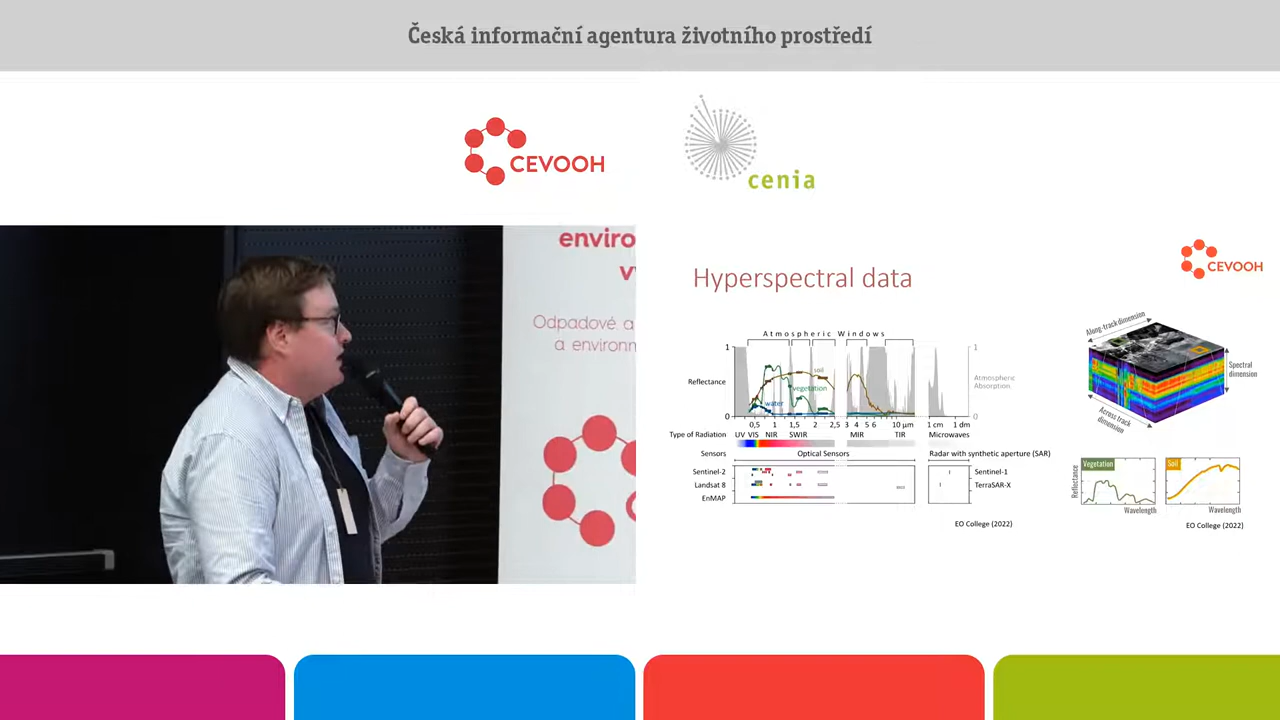 Česká informační agentura životního prostředí
CEVOOH
cenia
enviro
Odpadové a
a environm
CEVOOH
Hyperspectral data
Atmospheric Windows
1
1
Reflectance
soil
vegetation
water
Atmospheric
Absorption
0
0
0,5 1 1,5 2 2,5 3 4 5 6 10 µm 1 cm 1 dm
Type of Radiation UV VIS NIR SWIR MIR TIR Microwaves
Sensors Optical Sensors Radar with synthetic aperture (SAR)
Sentinel-2 Sentinel-1
Landsat 8 TerraSAR-X
EnMAP
EO College (2022)
Along-track dimension
Spectral
dimension
Across track
dimension
Vegetation Soil
Reflectance
Wavelength Wavelength
EO College (2022)